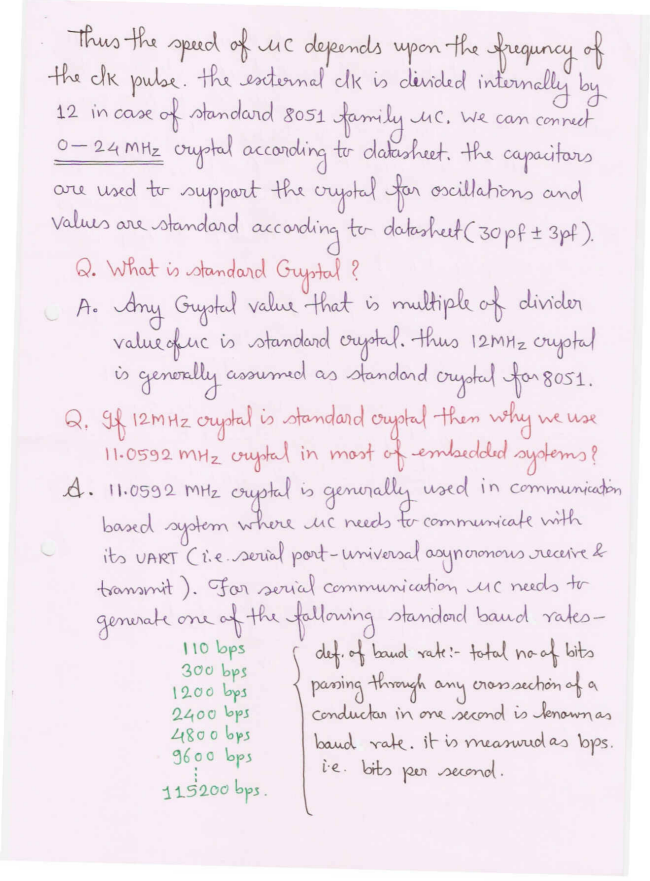 Thus the speed of uC depends upon the frequncy of
the clk pulse. the external clk is divided internally by
12 in case of standard 8051 family uC. we can connect
0 - 24 MHz crystal according to datasheet. the capacitors
are used to support the crystal for oscillations and
values are standard according to datasheet (30pf ± 3pf).
Q. What is standard Crystal ?
A. Any Crystal value that is multiple of divider
value of uC is standard crystal. thus 12MHz crystal
is generally assumed as standard crystal for 8051.
Q. If 12MHz crystal is standard crystal then why we use
11.0592 MHz crystal in most of embedded systems?
A. 11.0592 MHz crystal is generally used in communication
based system where uC needs to communicate with
its UART (i.e. serial port-universal asyncronous receive &
transmit). For serial communication uC needs to
generate one of the following standard baud rates-
110 bps
300 bps
1200 bps
2400 bps
4800 bps
9600 bps
⋮
115200 bps.
def. of baud rate:- total no of bits
passing through any cross section of a
conductor in one second is known as
baud rate. it is measured as bps.
i.e. bits per second.